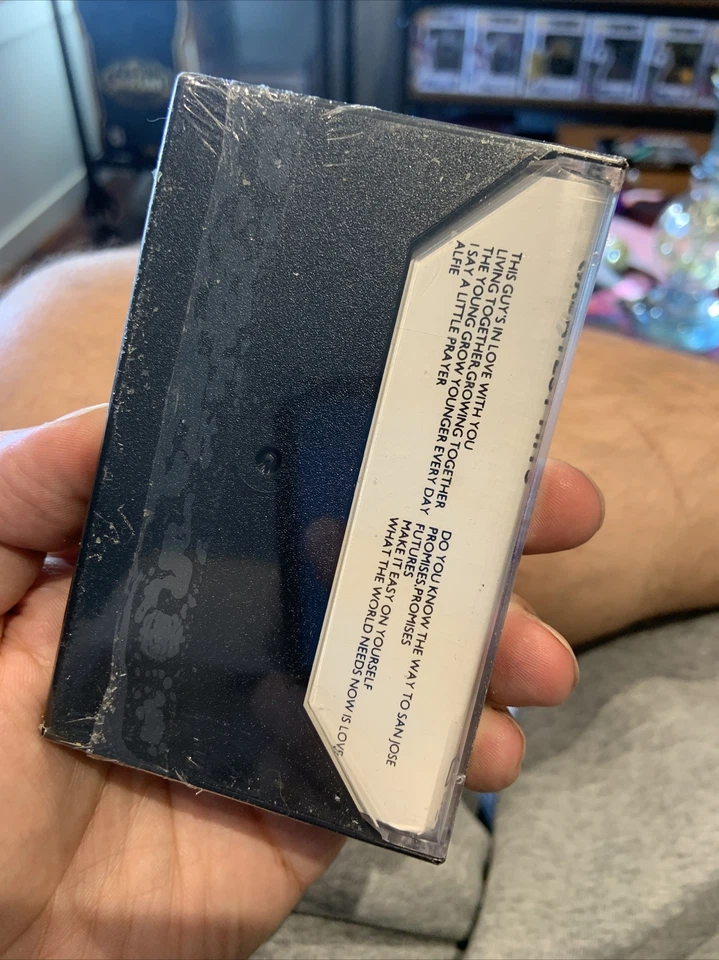 THIS GUY'S IN LOVE WITH YOU
LIVING TOGETHER, GROWING TOGETHER
THE YOUNG GROW YOUNGER EVERY DAY
I SAY A LITTLE PRAYER
ALFIE
DO YOU KNOW THE WAY TO SAN JOSE
PROMISES, PROMISES
FUTURES
MAKE IT EASY ON YOURSELF
WHAT THE WORLD NEEDS NOW IS LOVE